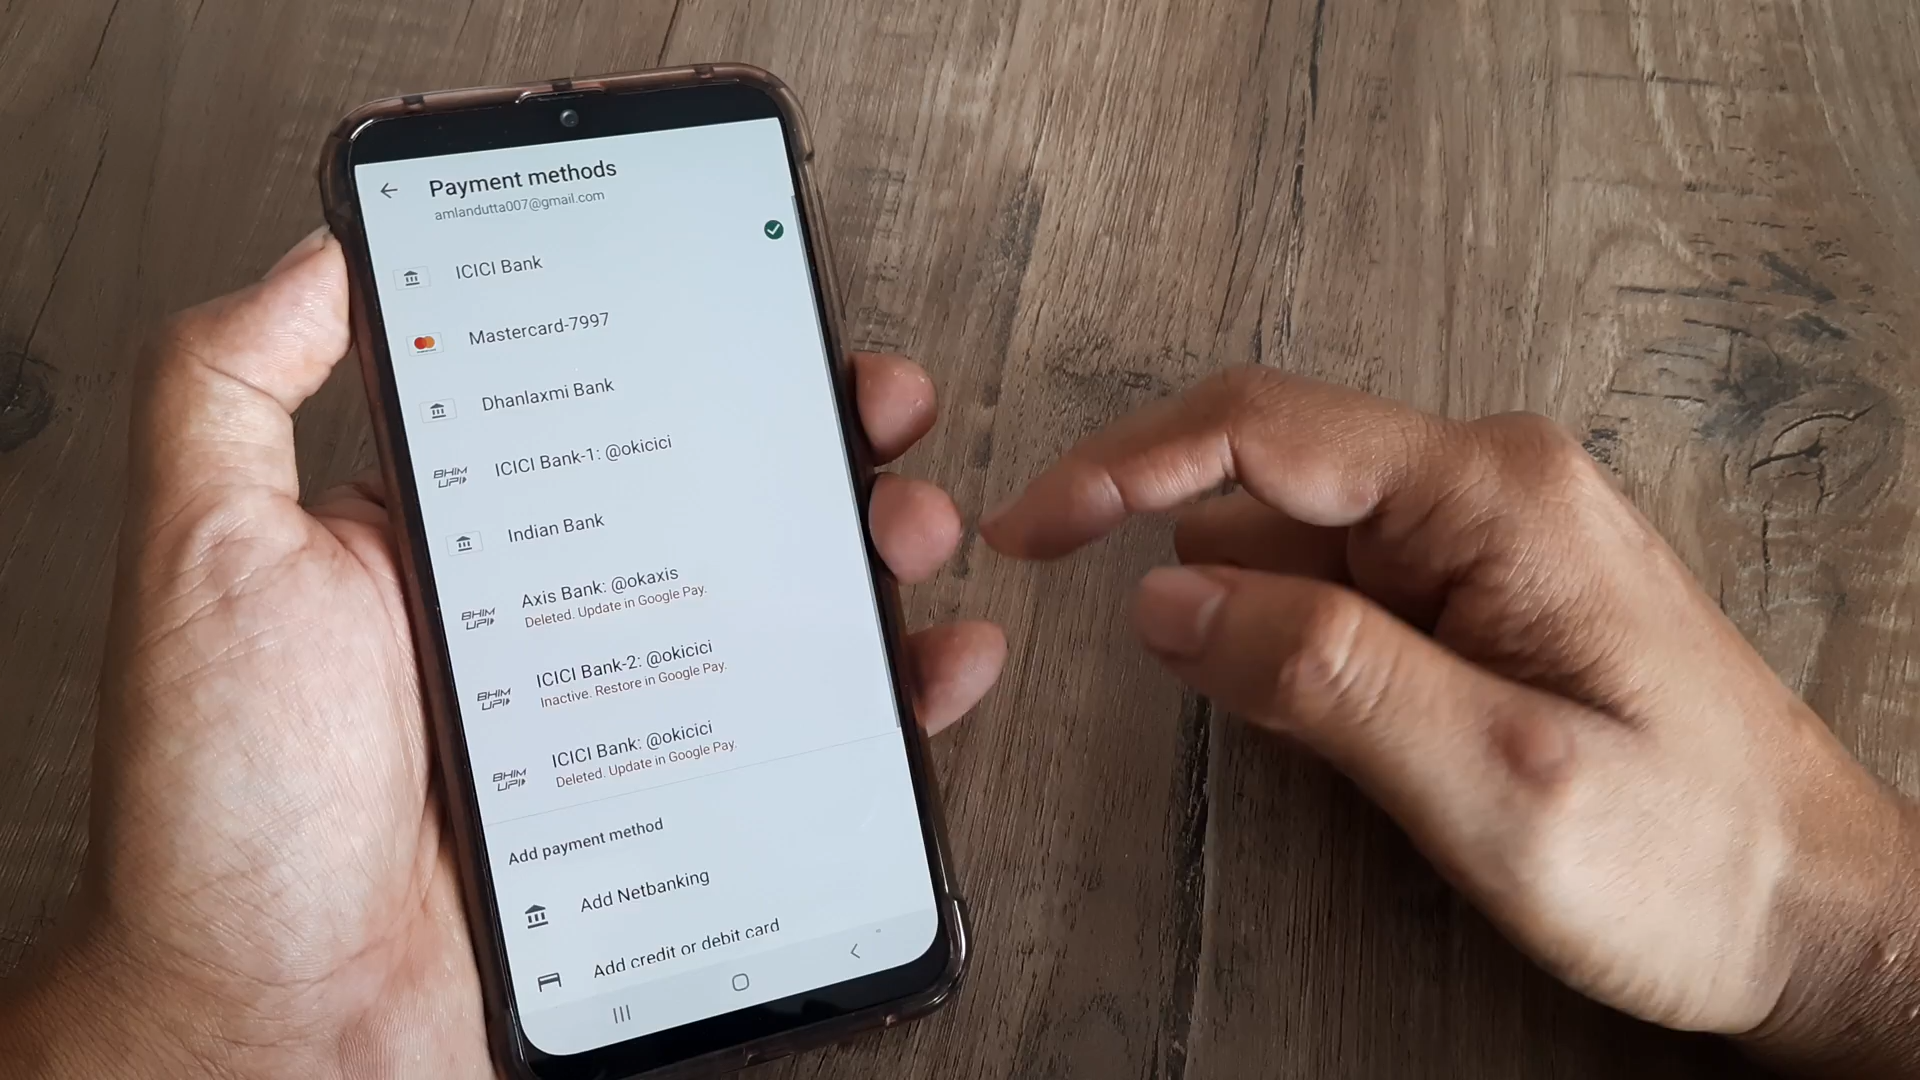 Payment methods
amlandutta007@gmail.com
ICICI Bank
Mastercard-7997
Dhanlaxmi Bank
BHIM UPI
ICICI Bank-1: @okicici
Indian Bank
BHIM UPI
Axis Bank: @okaxis
Deleted. Update in Google Pay.
BHIM UPI
ICICI Bank-2: @okicici
Inactive. Restore in Google Pay.
BHIM UPI
ICICI Bank: @okicici
Deleted. Update in Google Pay.
Add payment method
Add Netbanking
Add credit or debit card